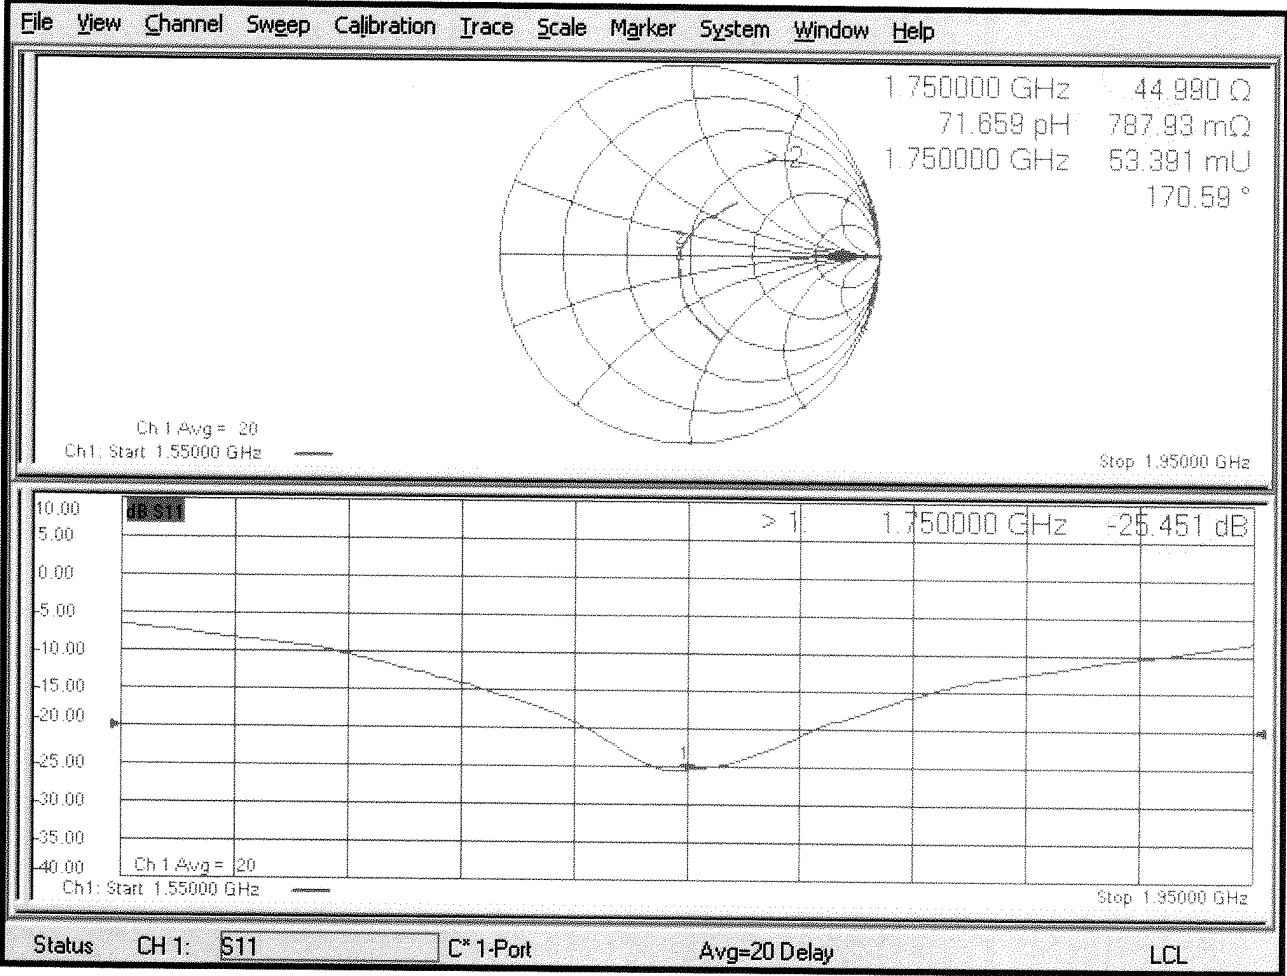 File View Channel Sweep Calibration Trace Scale Marker System Window Help
1: 1.750000 GHz 44.990 Ω
71.659 pH 787.93 mΩ
> 2: 1.750000 GHz 53.391 mU
170.59 °
Ch 1 Avg = 20
Ch1: Start 1.55000 GHz
Stop 1.95000 GHz
10.00
dB S11
> 1: 1.750000 GHz -25.451 dB
5.00
0.00
-5.00
-10.00
-15.00
-20.00
-25.00
1
-30.00
-35.00
-40.00
Ch 1 Avg = 20
Ch1: Start 1.55000 GHz
Stop 1.95000 GHz
Status CH 1: S11 C* 1-Port Avg=20 Delay LCL